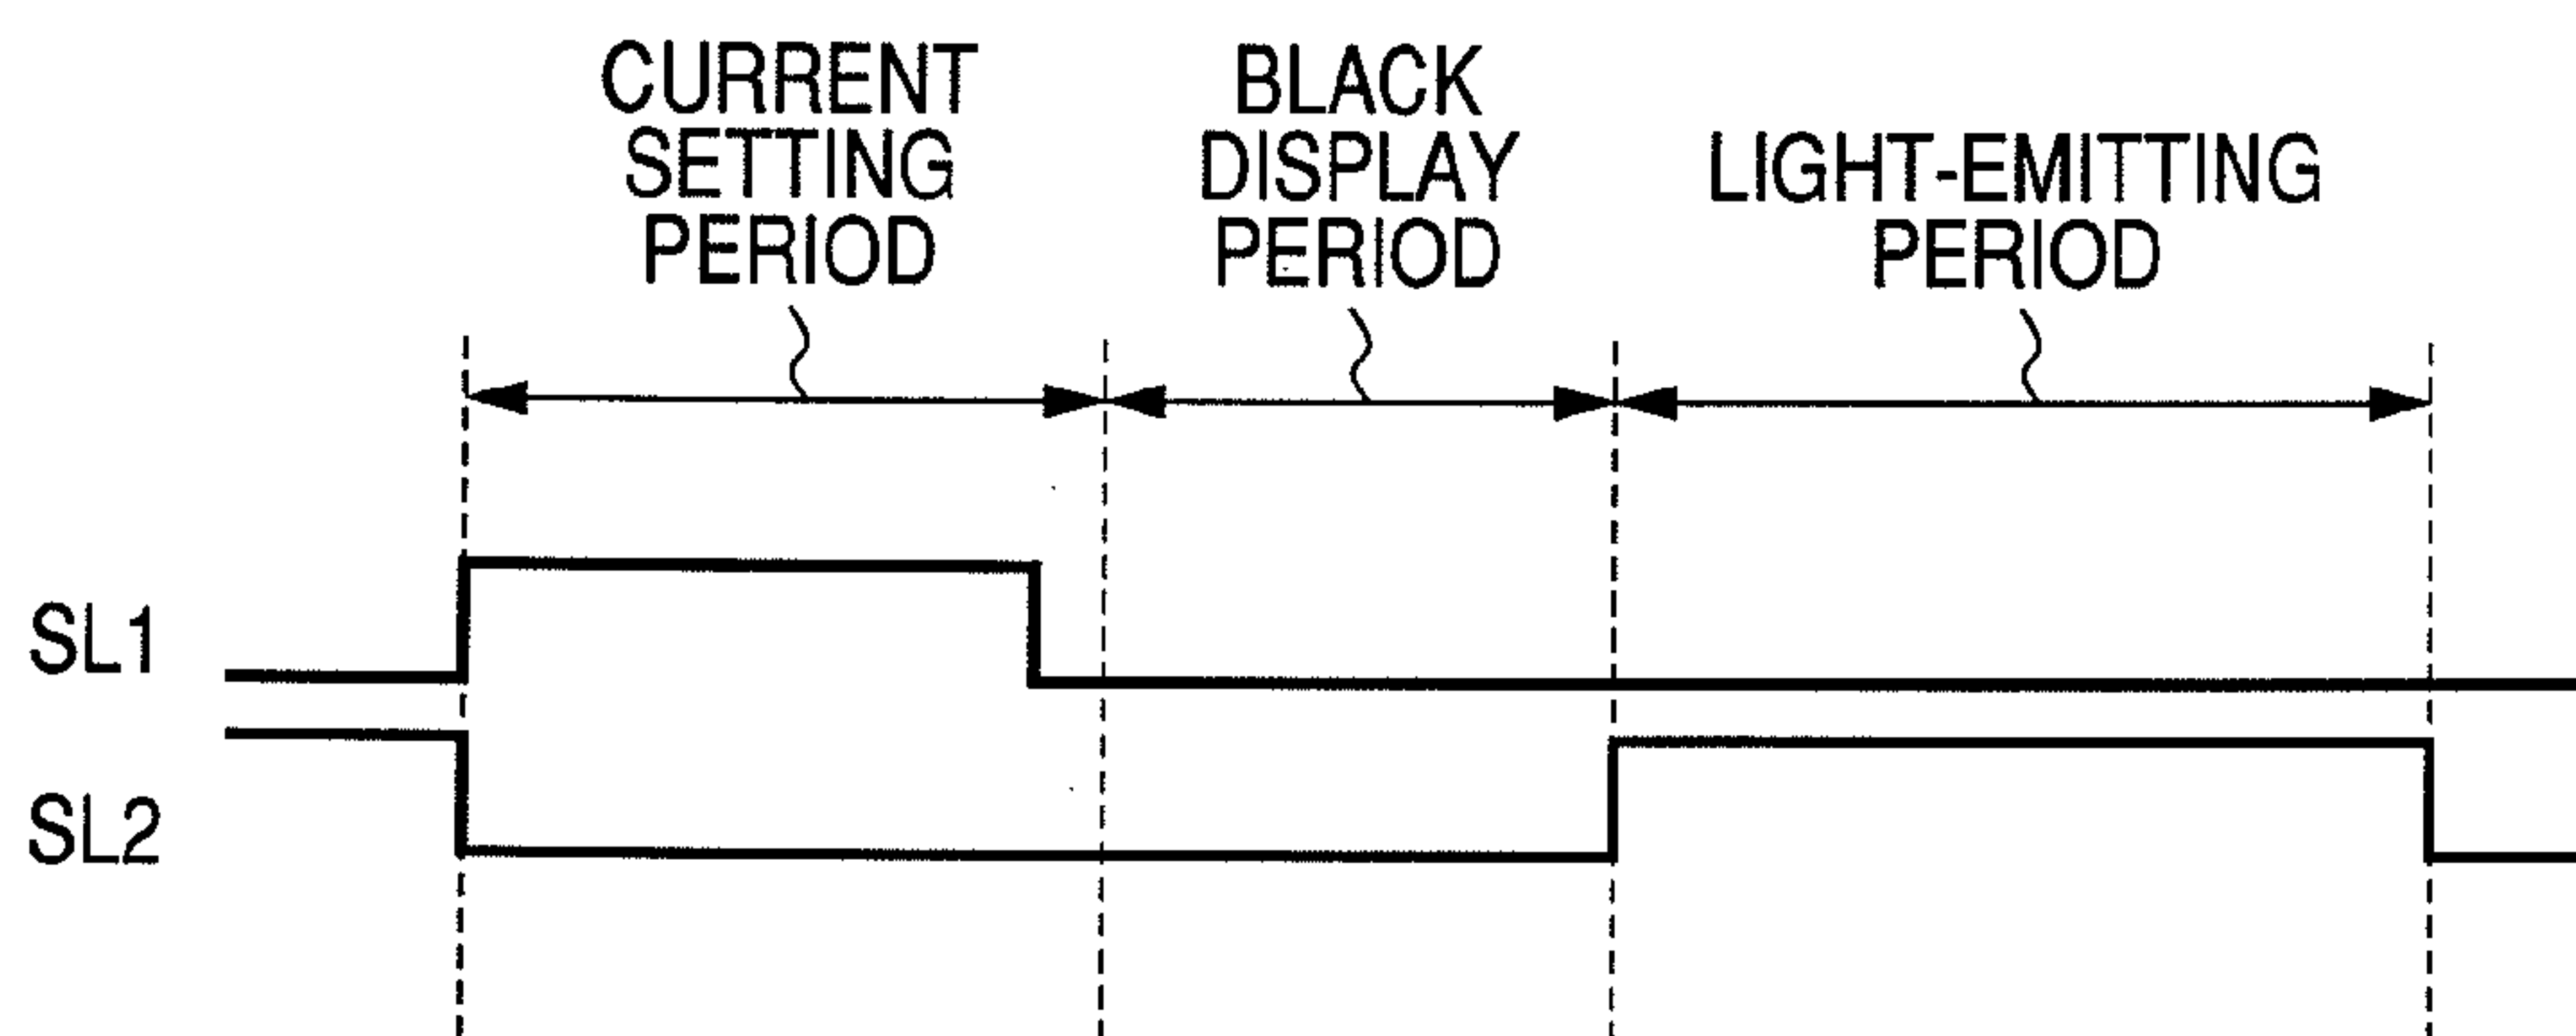 CURRENT
SETTING
PERIOD
BLACK
DISPLAY
PERIOD
LIGHT-EMITTING
PERIOD
SL1
SL2